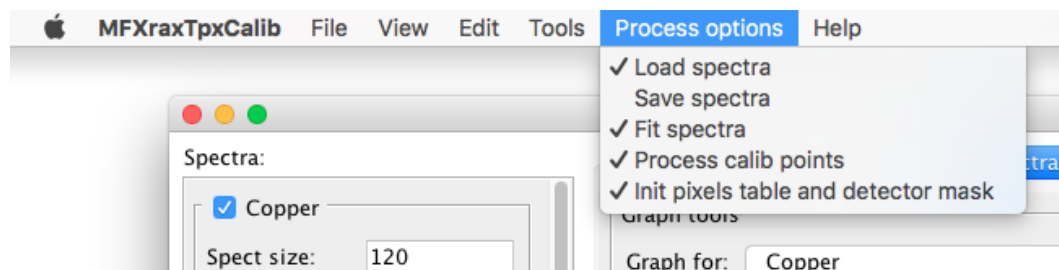 MFXraxTpxCalib File View Edit Tools Process options Help
Load spectra
Save spectra
Fit spectra
Process calib points
Init pixels table and detector mask
Spectra:
Copper
Spect size: 120
Graph tools
Graph for: Copper